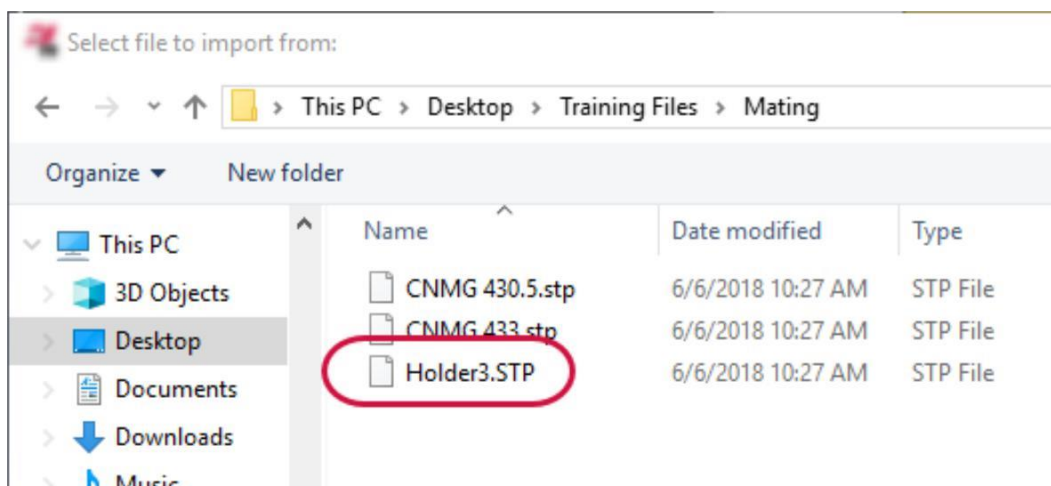 Select file to import from:
This PC > Desktop > Training Files > Mating
Organize New folder
Name Date modified Type
This PC
3D Objects
Desktop
Documents
Downloads
Music
CNMG 430.5.stp 6/6/2018 10:27 AM STP File
CNMG 433.stp 6/6/2018 10:27 AM STP File
Holder3.STP 6/6/2018 10:27 AM STP File